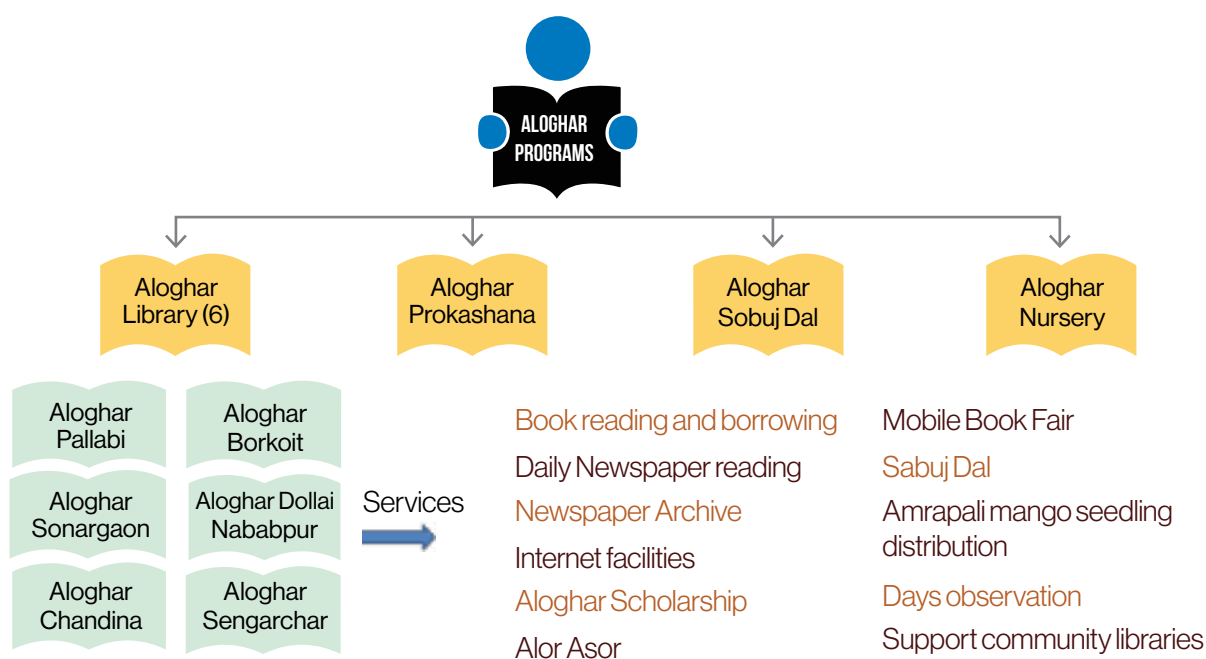 ALOGHAR
PROGRAMS
Aloghar
Library (6)
Aloghar
Prokashana
Aloghar
Sobuj Dal
Aloghar
Nursery
Aloghar
Pallabi
Aloghar
Borkoit
Aloghar
Sonargaon
Aloghar Dollai
Nababpur
Aloghar
Chandina
Aloghar
Sengarchar
Services
Book reading and borrowing
Daily Newspaper reading
Newspaper Archive
Internet facilities
Aloghar Scholarship
Alor Asor
Mobile Book Fair
Sabuj Dal
Amrapali mango seedling
distribution
Days observation
Support community libraries